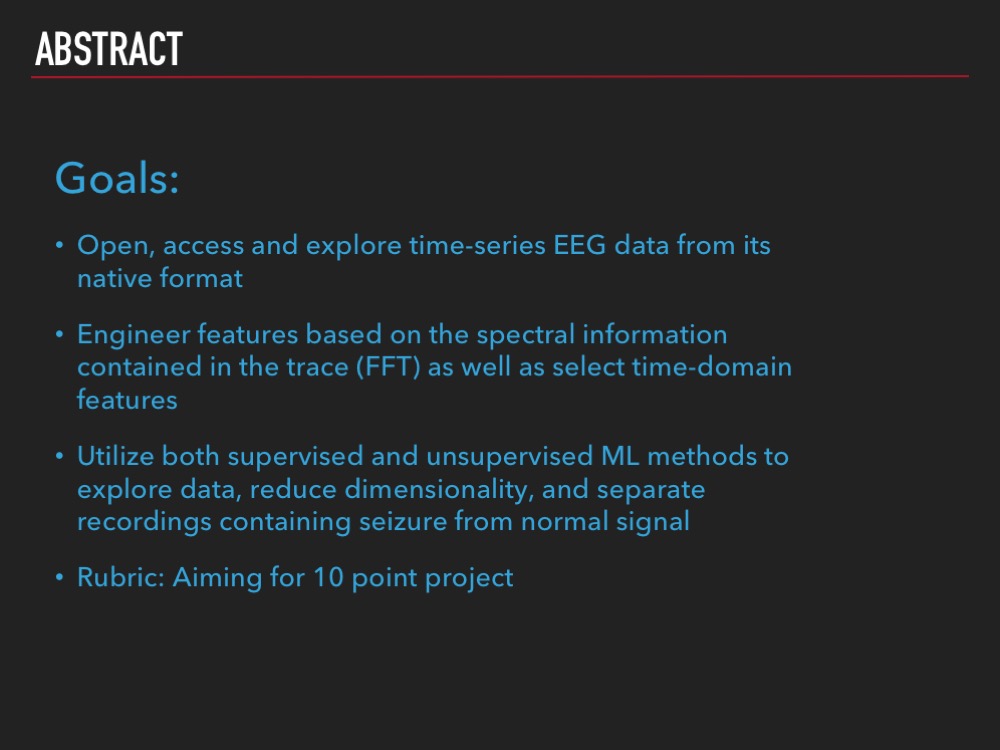 ABSTRACT
Goals:
• Open, access and explore time-series EEG data from its
native format
• Engineer features based on the spectral information
contained in the trace (FFT) as well as select time-domain
features
• Utilize both supervised and unsupervised ML methods to
explore data, reduce dimensionality, and separate
recordings containing seizure from normal signal
• Rubric: Aiming for 10 point project